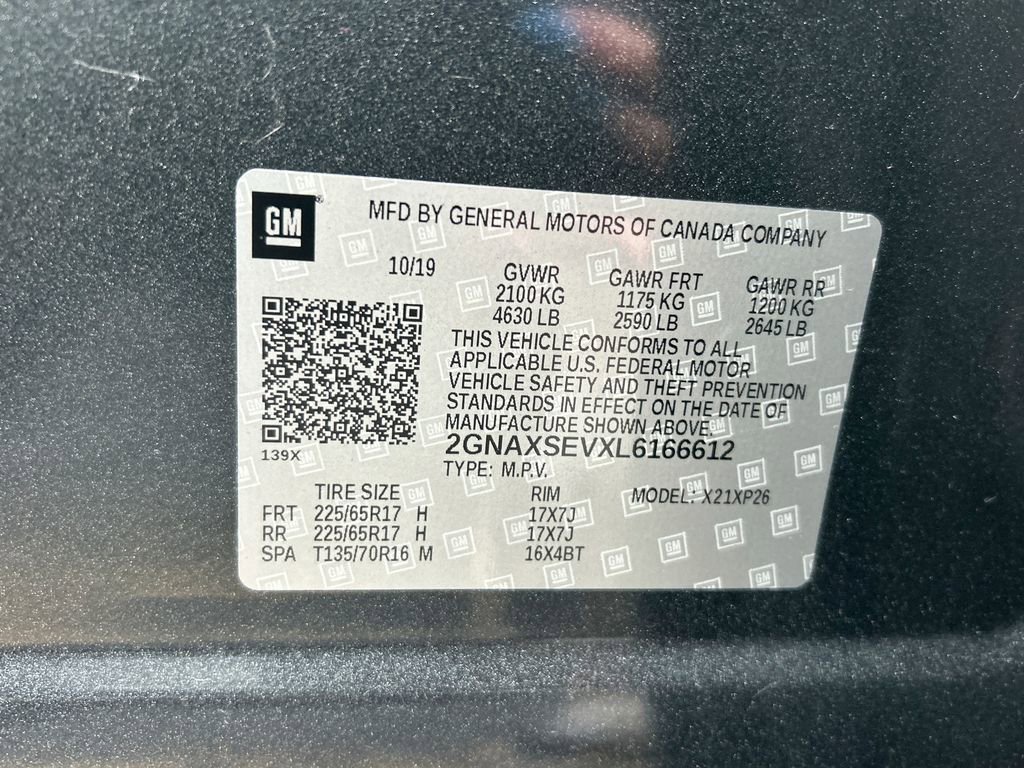 GM
MFD BY GENERAL MOTORS OF CANADA COMPANY
10/19 GVWR GAWR FRT GAWR RR
2100 KG 1175 KG 1200 KG
4630 LB 2590 LB 2645 LB
THIS VEHICLE CONFORMS TO ALL
APPLICABLE U.S. FEDERAL MOTOR
VEHICLE SAFETY AND THEFT PREVENTION
STANDARDS IN EFFECT ON THE DATE OF
MANUFACTURE SHOWN ABOVE.
139X 2GNAXSEVXL6166612
TYPE: M.P.V.
TIRE SIZE RIM MODEL: X21XP26
FRT 225/65R17 H 17X7J
RR 225/65R17 H 17X7J
SPA T135/70R16 M 16X4BT